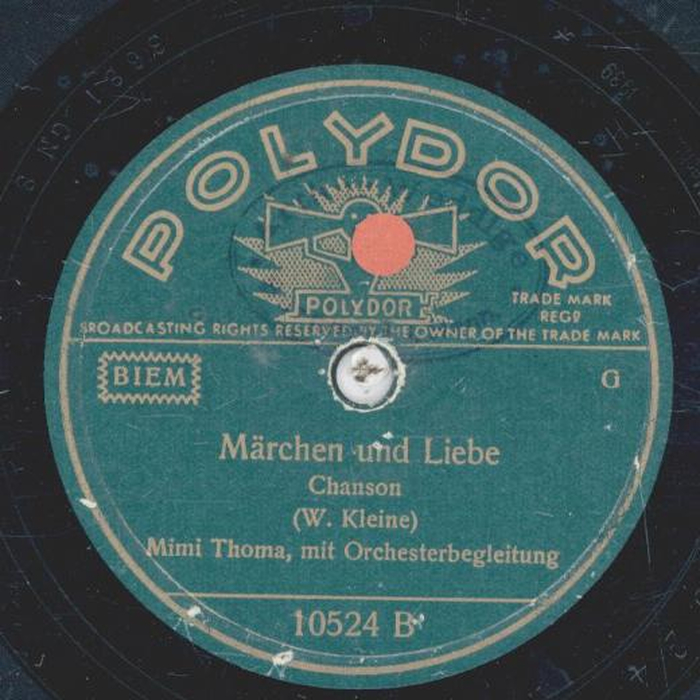 POLYDOR
POLYDOR
TRADE MARK
REGD
BROADCASTING RIGHTS RESERVED BY THE OWNER OF THE TRADE MARK
BIEM
G
Märchen und Liebe
Chanson
(W. Kleine)
Mimi Thoma, mit Orchesterbegleitung
10524 B